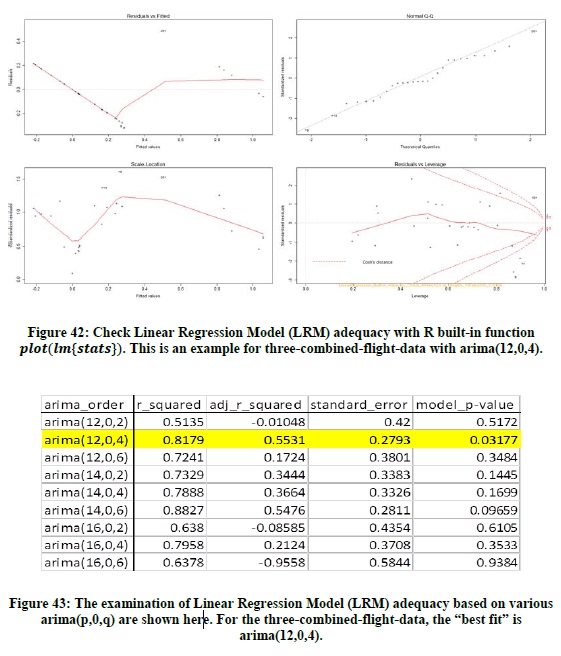 Residuals vs Fitted
Normal Q-Q
Residuals
Standardized residuals
Fitted values
Theoretical Quantiles
Scale-Location
Residuals vs Leverage
Standardized residuals
Cook's distance
Fitted values
Leverage
Figure 42: Check Linear Regression Model (LRM) adequacy with R built-in function
plot(lm{stats}). This is an example for three-combined-flight-data with arima(12,0,4).
arima_order r_squared adj_r_squared standard_error model_p-value
arima(12,0,2) 0.5135 -0.01048 0.42 0.5172
arima(12,0,4) 0.8179 0.5531 0.2793 0.03177
arima(12,0,6) 0.7241 0.1724 0.3801 0.3484
arima(14,0,2) 0.7329 0.3444 0.3383 0.1445
arima(14,0,4) 0.7888 0.3664 0.3326 0.1699
arima(14,0,6) 0.8827 0.5476 0.2811 0.09659
arima(16,0,2) 0.638 -0.08585 0.4354 0.6105
arima(16,0,4) 0.7958 0.2124 0.3708 0.3533
arima(16,0,6) 0.6378 -0.9558 0.5844 0.9384
Figure 43: The examination of Linear Regression Model (LRM) adequacy based on various
arima(p,0,q) are shown here. For the three-combined-flight-data, the “best fit” is
arima(12,0,4).